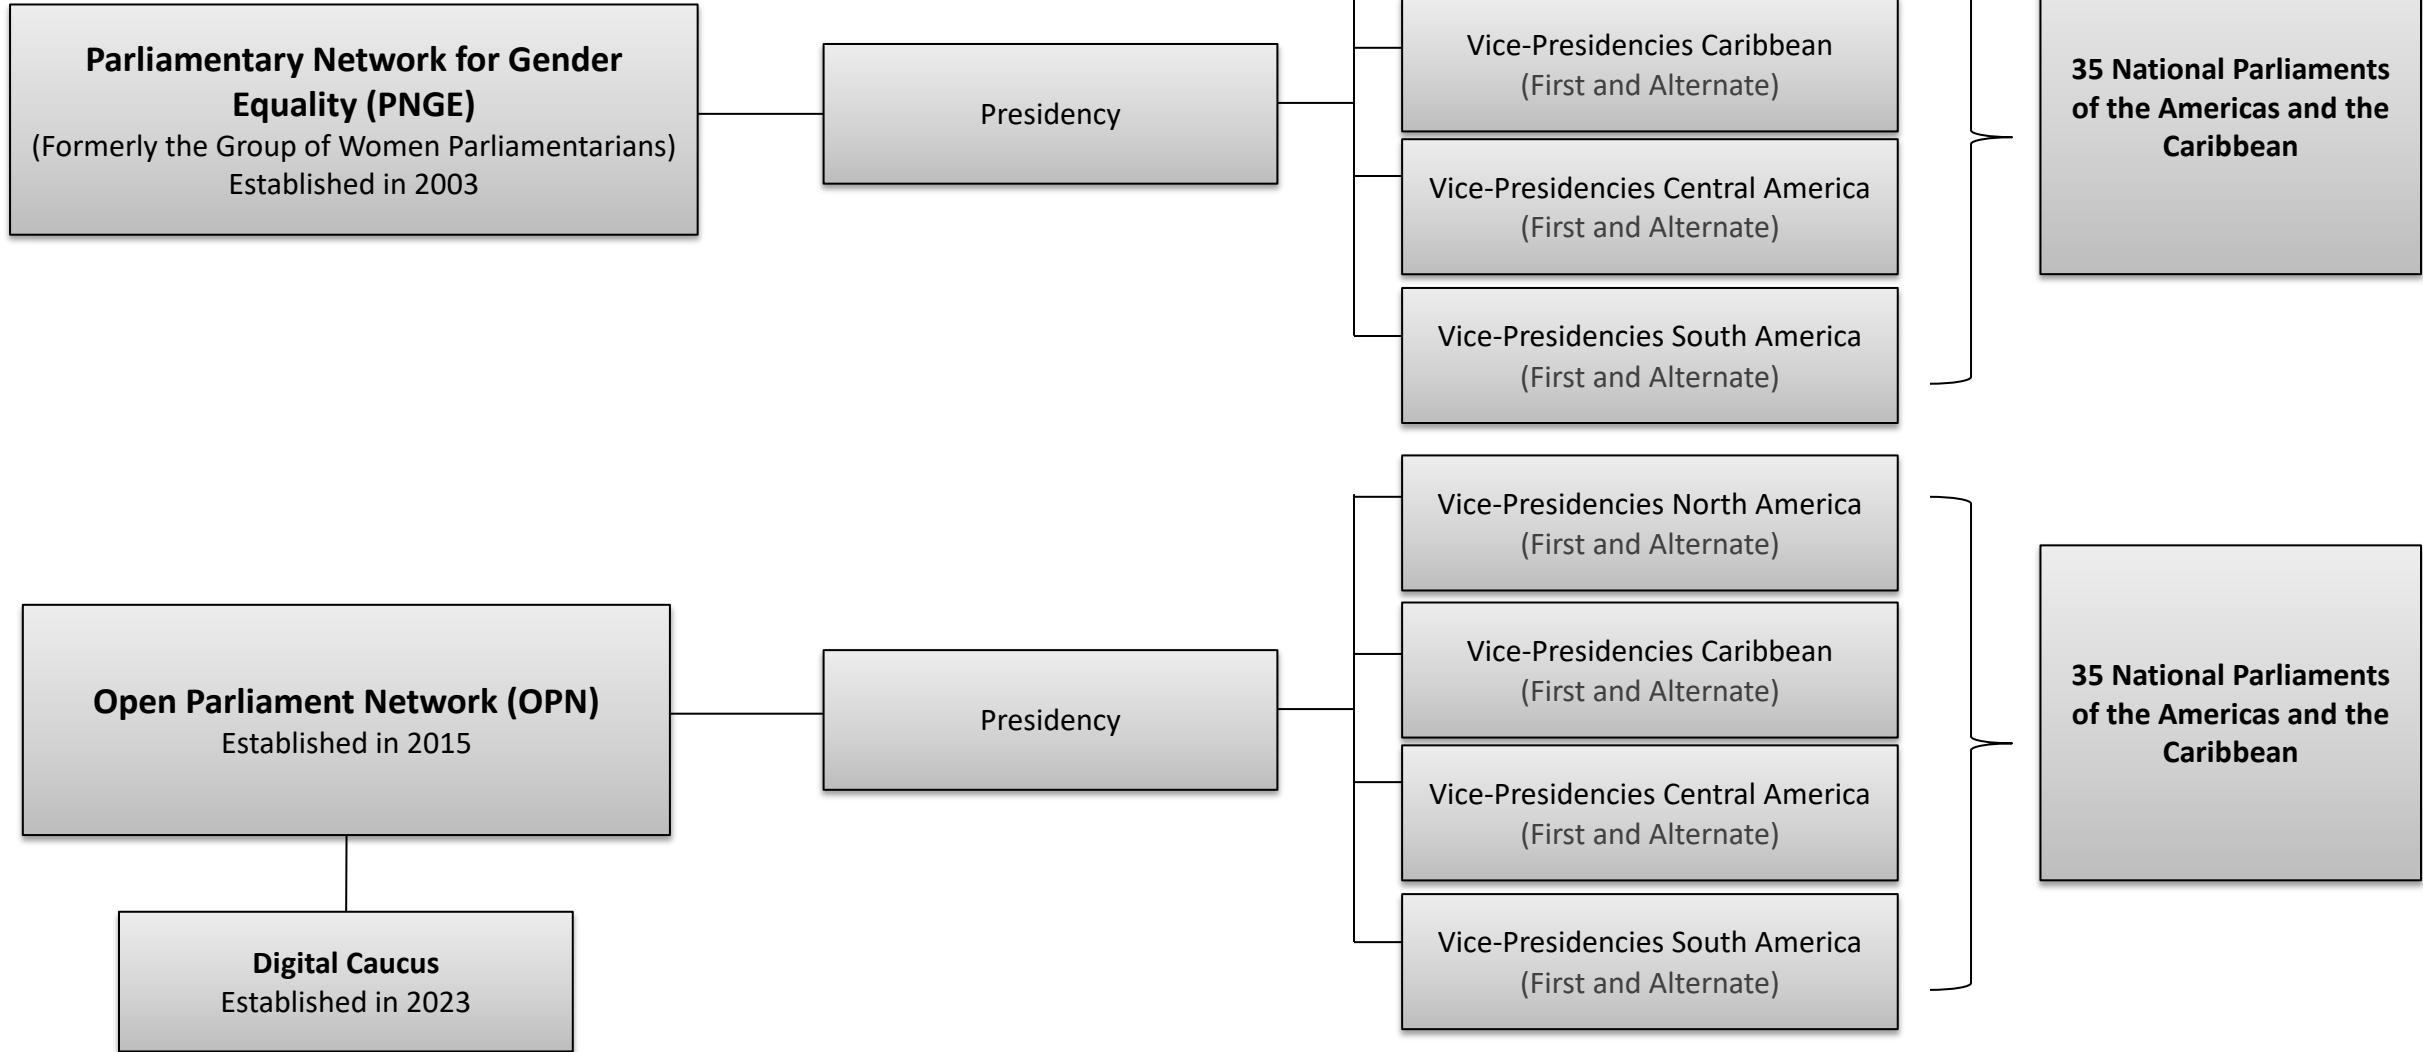 Parliamentary Network for Gender
Equality (PNGE)
(Formerly the Group of Women Parliamentarians)
Established in 2003
Presidency
Vice-Presidencies Caribbean
(First and Alternate)
Vice-Presidencies Central America
(First and Alternate)
Vice-Presidencies South America
(First and Alternate)
35 National Parliaments
of the Americas and the
Caribbean
Open Parliament Network (OPN)
Established in 2015
Digital Caucus
Established in 2023
Presidency
Vice-Presidencies North America
(First and Alternate)
Vice-Presidencies Caribbean
(First and Alternate)
Vice-Presidencies Central America
(First and Alternate)
Vice-Presidencies South America
(First and Alternate)
35 National Parliaments
of the Americas and the
Caribbean